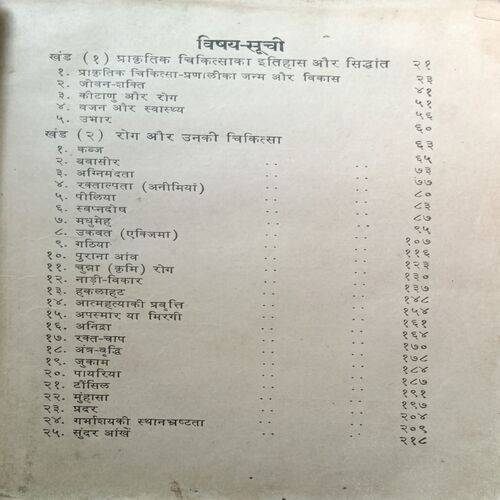 विषय-सूची
खंड (१) प्राकृतिक चिकित्साका इतिहास और सिद्धांत २१
१. प्राकृतिक चिकित्सा-प्रणालीका जन्म और विकास २३
२. जीवन-शक्ति ४१
३. कीटाणु और रोग ५१
४. वजन और स्वास्थ्य ५६
५. उभार ६०
खंड (२) रोग और उनकी चिकित्सा ६३
१. कब्ज .. .. ६५
२. बवासीर .. .. ७३
३. अग्निमंदता .. .. ७७
४. रक्ताल्पता (अनीमियां) .. .. ८०
५. पीलिया .. .. ८३
६. स्वप्नदोष .. .. ८७
७. मधुमेह .. .. ९५
८. उकवत (एक्जिमा) .. .. १०७
९. गठिया .. .. ११६
१०. पुराना आंव .. .. १२३
११. चुन्ना (कृमि) रोग .. .. १३०
१२. नाड़ी-विकार .. .. १३७
१३. हकलाहट .. .. १४८
१४. आत्महत्याकी प्रवृत्ति .. .. १५४
१५. अपस्मार या मिरगी .. .. १६१
१६. अनिद्रा .. .. १६४
१७. रक्त-चाप .. .. १७०
१८. अंत्र-वृद्धि .. .. १७८
१९. जुकाम .. .. १८४
२०. पायरिया .. .. १८७
२१. टौंसिल .. .. १९१
२२. मुंहासा .. .. १९७
२३. प्रदर .. .. २०४
२४. गर्भाशयकी स्थानभ्रष्टता .. .. २०९
२५. सुंदर आंखें .. .. २१८